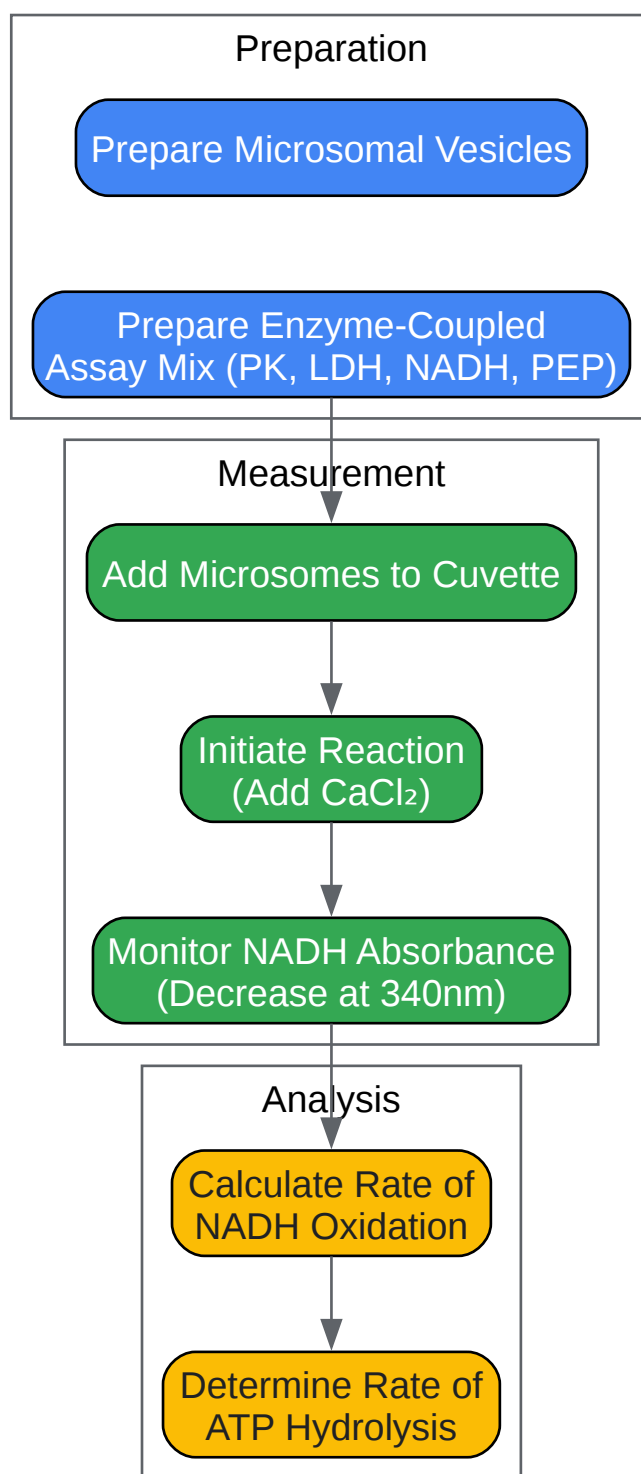 Preparation
Prepare Microsomal Vesicles
Prepare Enzyme-Coupled
Assay Mix (PK, LDH, NADH, PEP)
Measurement
Add Microsomes to Cuvette
Initiate Reaction
(Add CaCl₂)
Monitor NADH Absorbance
(Decrease at 340nm)
Analysis
Calculate Rate of
NADH Oxidation
Determine Rate of
ATP Hydrolysis